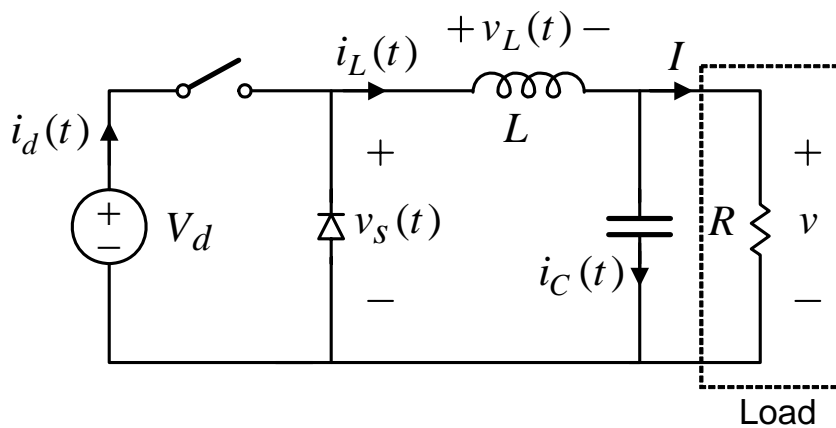 + v_L(t) −
i_L(t)
I
L
i_d(t)
+
−
V_d
+
v_s(t)
−
i_C(t)
R
+
v
−
Load